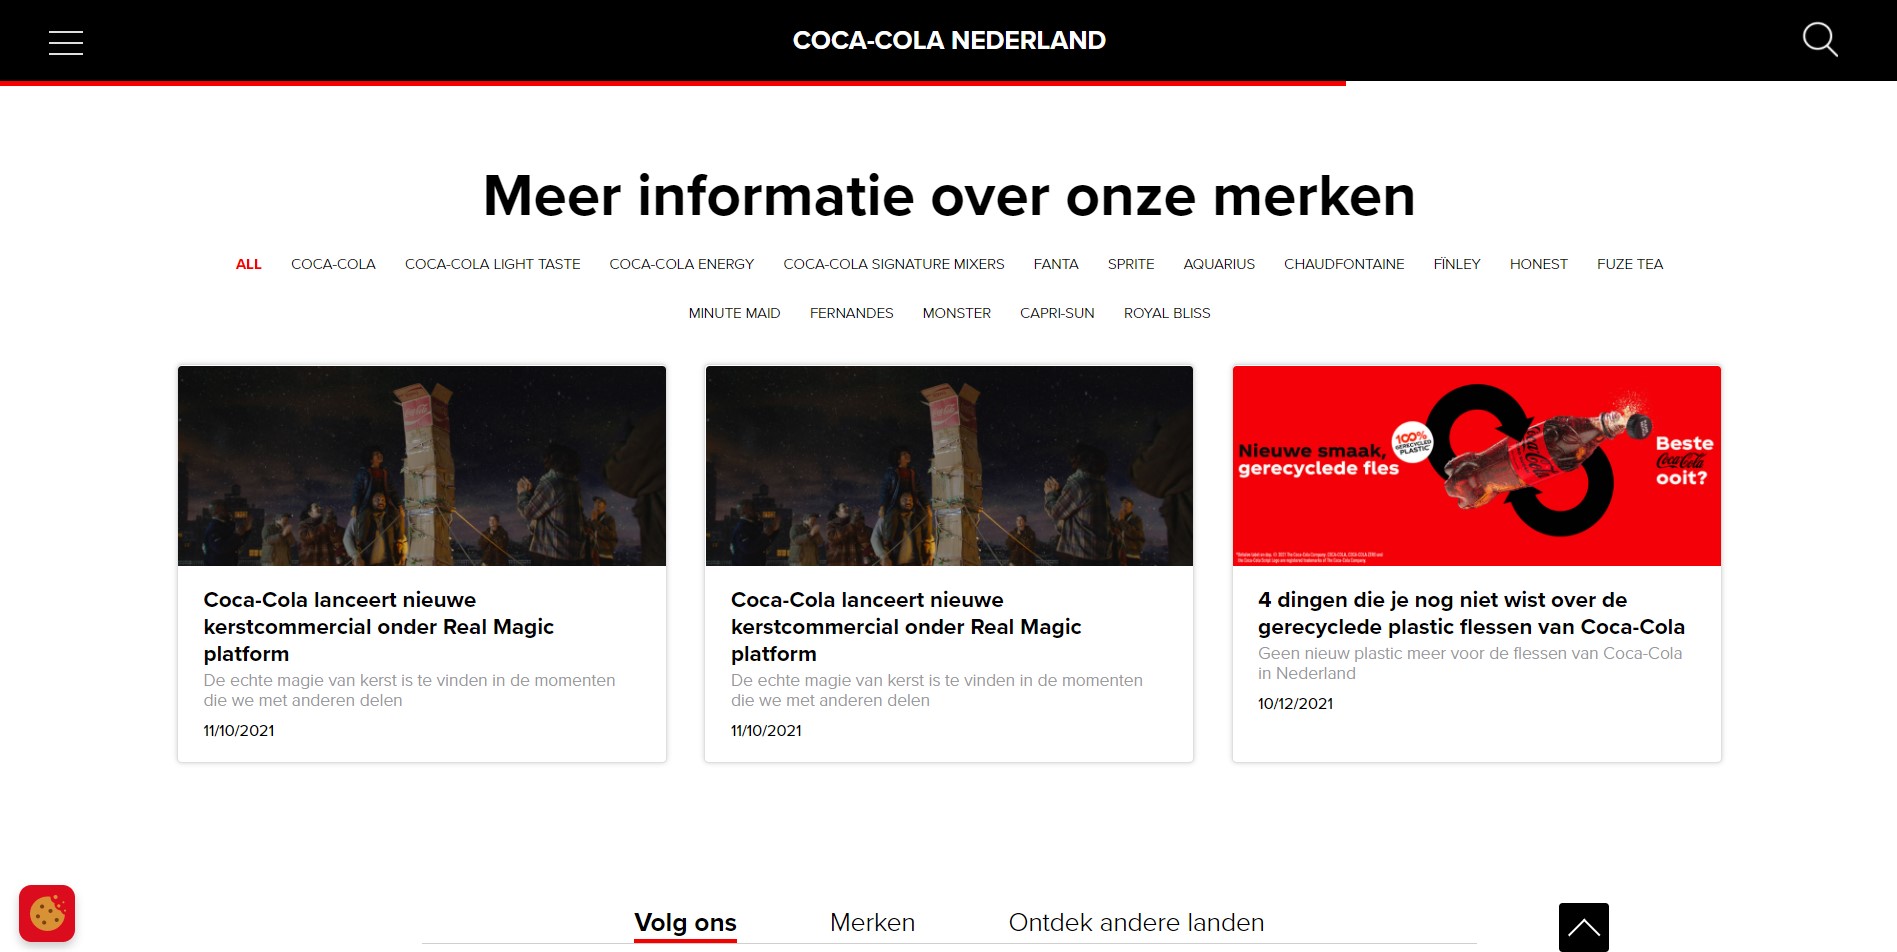 COCA-COLA NEDERLAND
Meer informatie over onze merken
ALL COCA-COLA COCA-COLA LIGHT TASTE COCA-COLA ENERGY COCA-COLA SIGNATURE MIXERS FANTA SPRITE AQUARIUS CHAUDFONTAINE FÏNLEY HONEST FUZE TEA
MINUTE MAID FERNANDES MONSTER CAPRI-SUN ROYAL BLISS
Coca-Cola lanceert nieuwe
kerstcommercial onder Real Magic
platform
De echte magie van kerst is te vinden in de momenten
die we met anderen delen
11/10/2021
Coca-Cola lanceert nieuwe
kerstcommercial onder Real Magic
platform
De echte magie van kerst is te vinden in de momenten
die we met anderen delen
11/10/2021
Nieuwe smaak,
gerecyclede fles
100%
GERECYCLED
PLASTIC
Coca-Cola
Beste
Coca-Cola
ooit?
4 dingen die je nog niet wist over de
gerecyclede plastic flessen van Coca-Cola
Geen nieuw plastic meer voor de flessen van Coca-Cola
in Nederland
10/12/2021
Volg ons Merken Ontdek andere landen